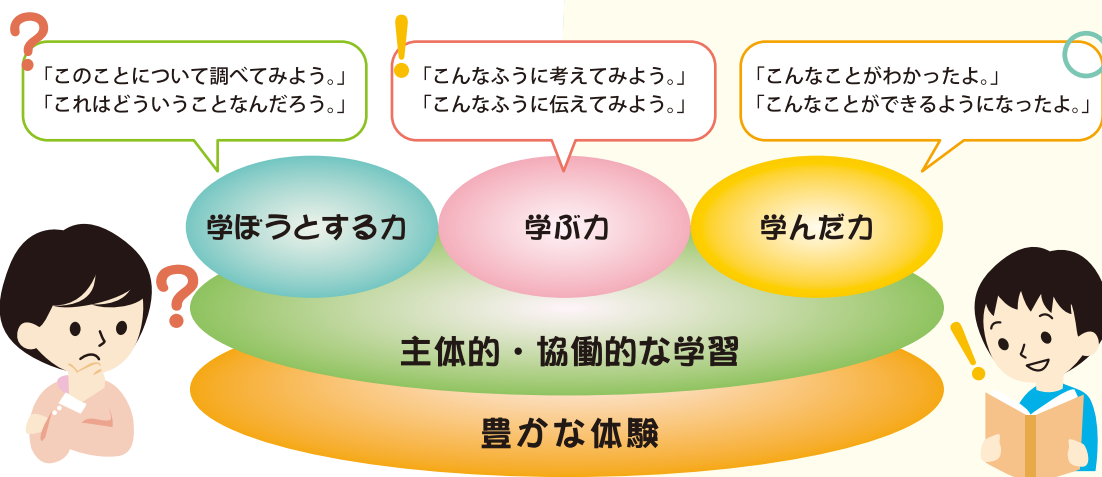 「このことについて調べてみよう。」
「これはどういうことなんだろう。」
「こんなふうに考えてみよう。」
「こんなふうに伝えてみよう。」
「こんなことがわかったよ。」
「こんなことができるようになったよ。」
学ぼうとする力
学ぶ力
学んだ力
?
!
?
!
主体的・協働的な学習
豊かな体験